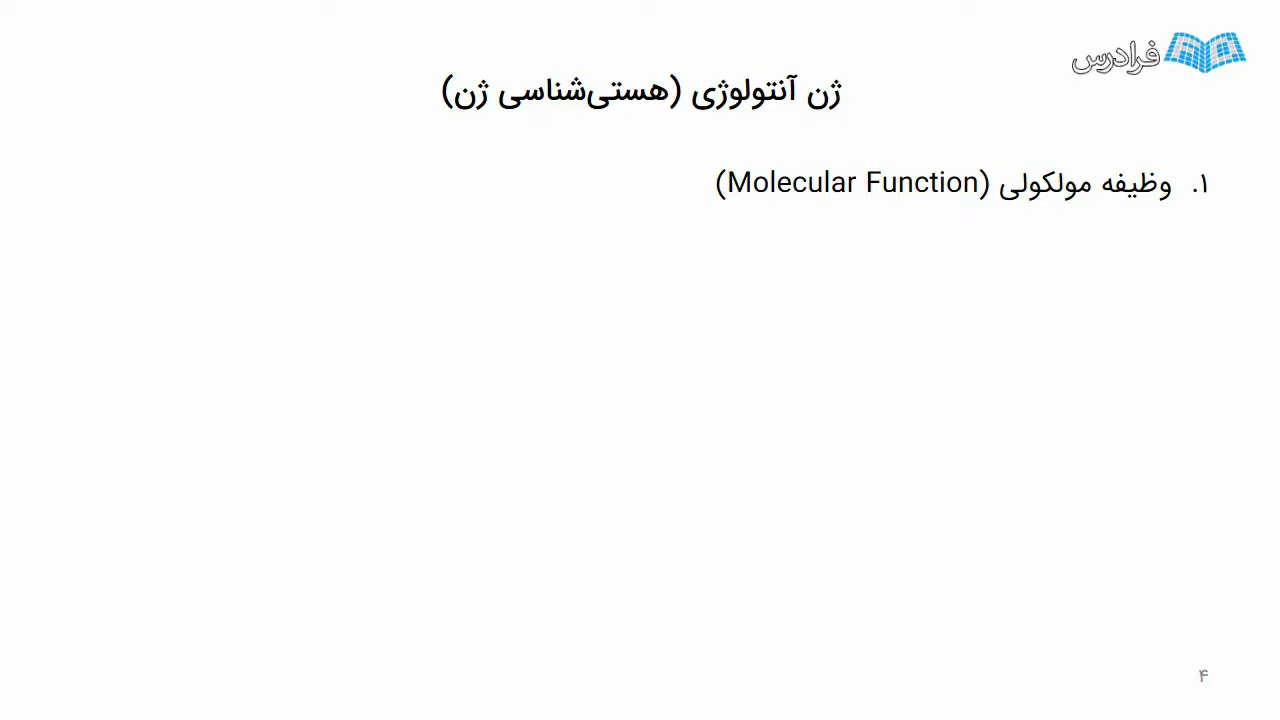 فرادرس
ژن آنتولوژی (هستی‌شناسی ژن)
۱. وظیفه مولکولی (Molecular Function)
۴